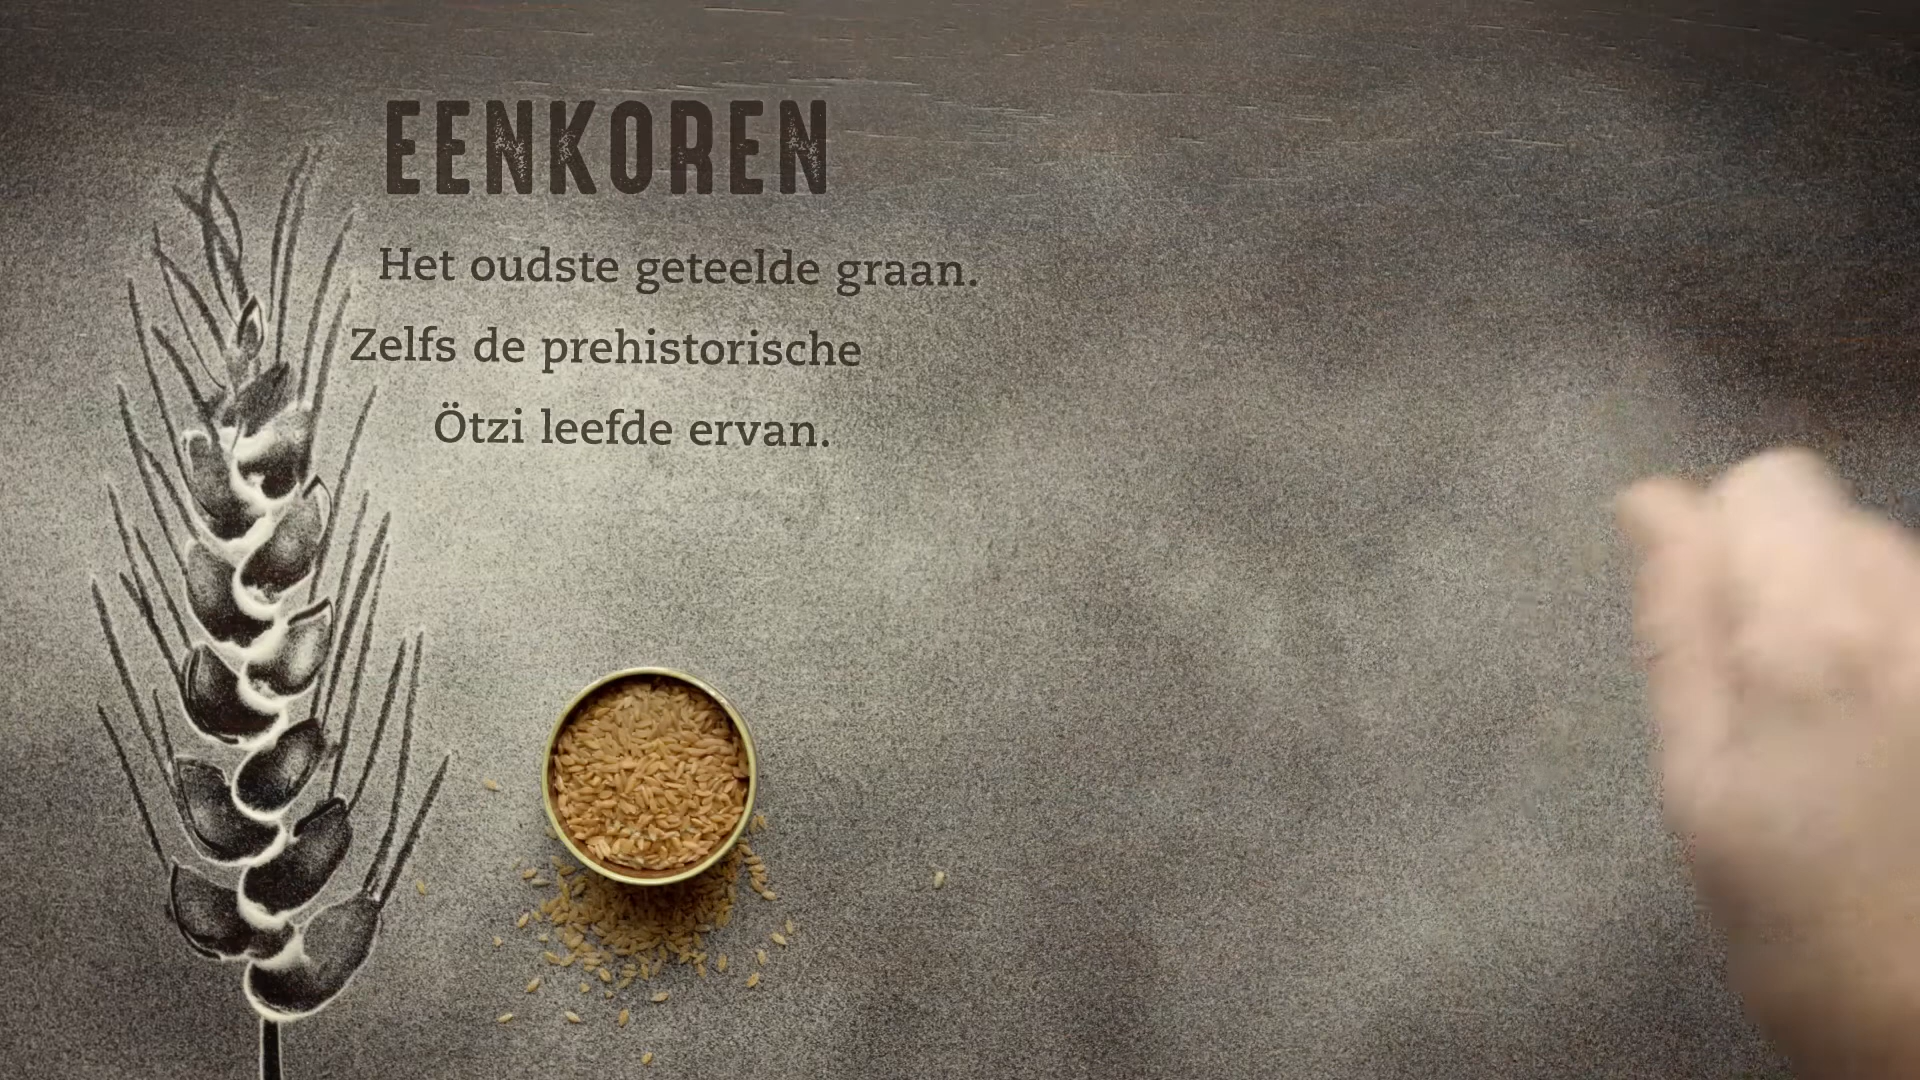 EENKOREN
Het oudste geteelde graan.
Zelfs de prehistorische
Ötzi leefde ervan.